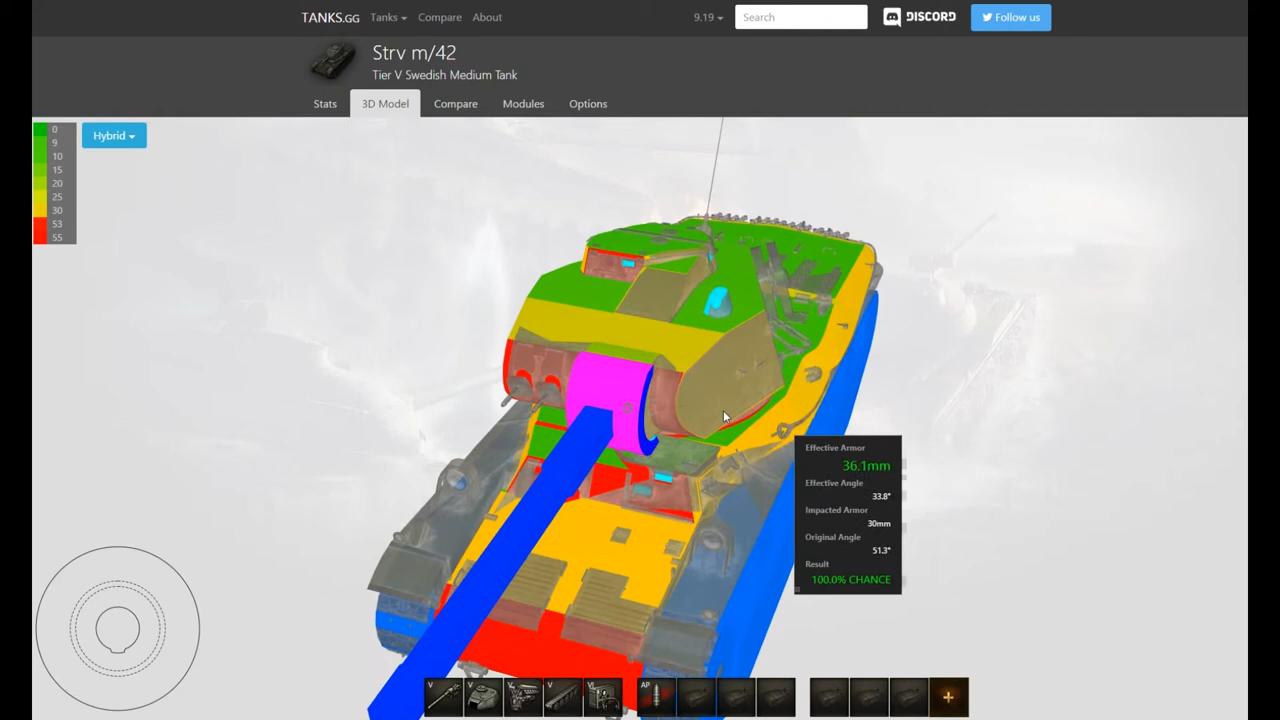 TANKS.GG Tanks Compare About 9.19 Search DISCORD Follow us
Strv m/42
Tier V Swedish Medium Tank
Stats 3D Model Compare Modules Options
Hybrid
0
9
10
15
20
25
30
53
55
Effective Armor
36.1mm
Effective Angle
33.8°
Impacted Armor
30mm
Original Angle
51.3°
Result
100.0% CHANCE
V V V V VI AP